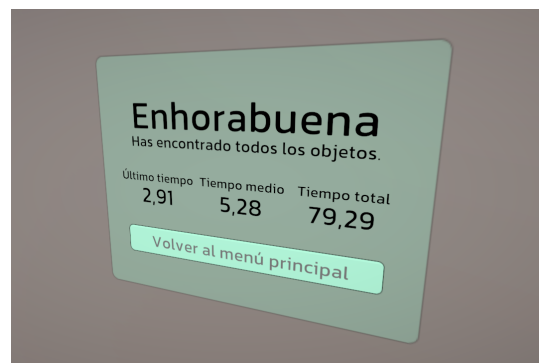 Enhorabuena
Has encontrado todos los objetos.
Último tiempo Tiempo medio Tiempo total
2,91 5,28 79,29
Volver al menú principal